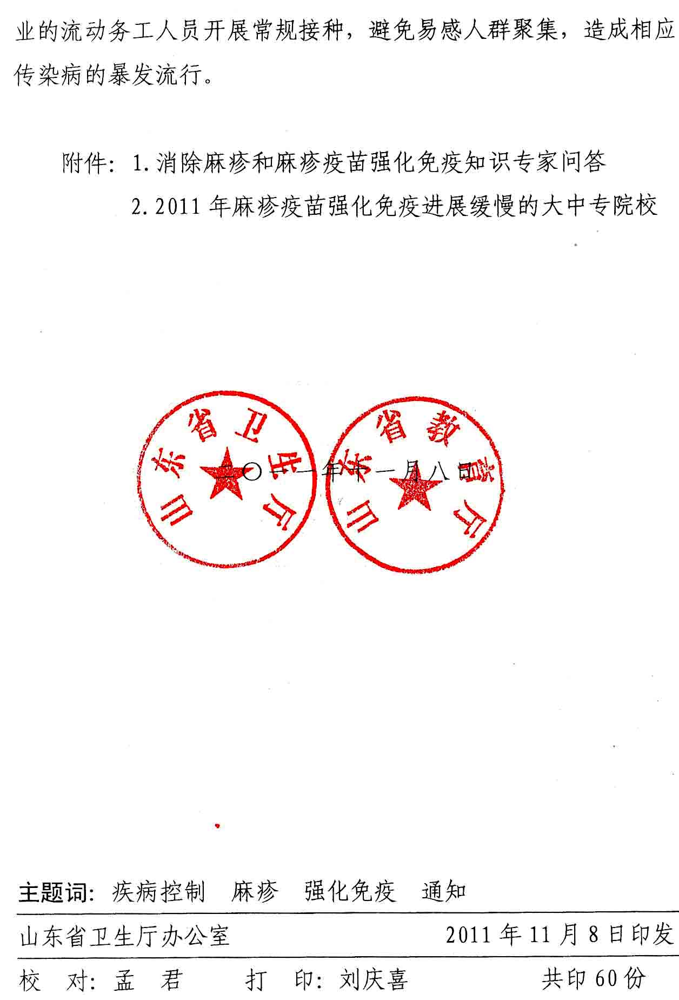 业的流动务工人员开展常规接种，避免易感人群聚集，造成相应
传染病的暴发流行。
附件：1.消除麻疹和麻疹疫苗强化免疫知识专家问答
2.2011年麻疹疫苗强化免疫进展缓慢的大中专院校
山东省卫生厅
山东省教育厅
二〇一一年十一月八日
主题词：疾病控制 麻疹 强化免疫 通知
山东省卫生厅办公室 2011年11月8日印发
校 对：孟 君 打 印：刘庆喜 共印60份